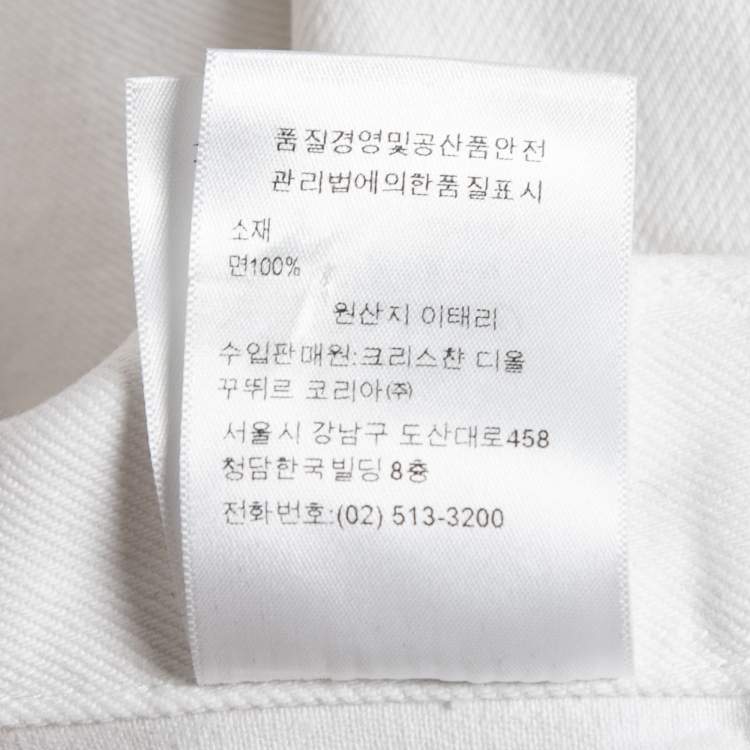 품질경영및공산품안전
관리법에의한품질표시
소재
면100%
원산지 이태리
수입판매원:크리스챤 디올
꾸뛰르 코리아㈜
서울시 강남구 도산대로458
청담한국빌딩 8층
전화번호:(02) 513-3200